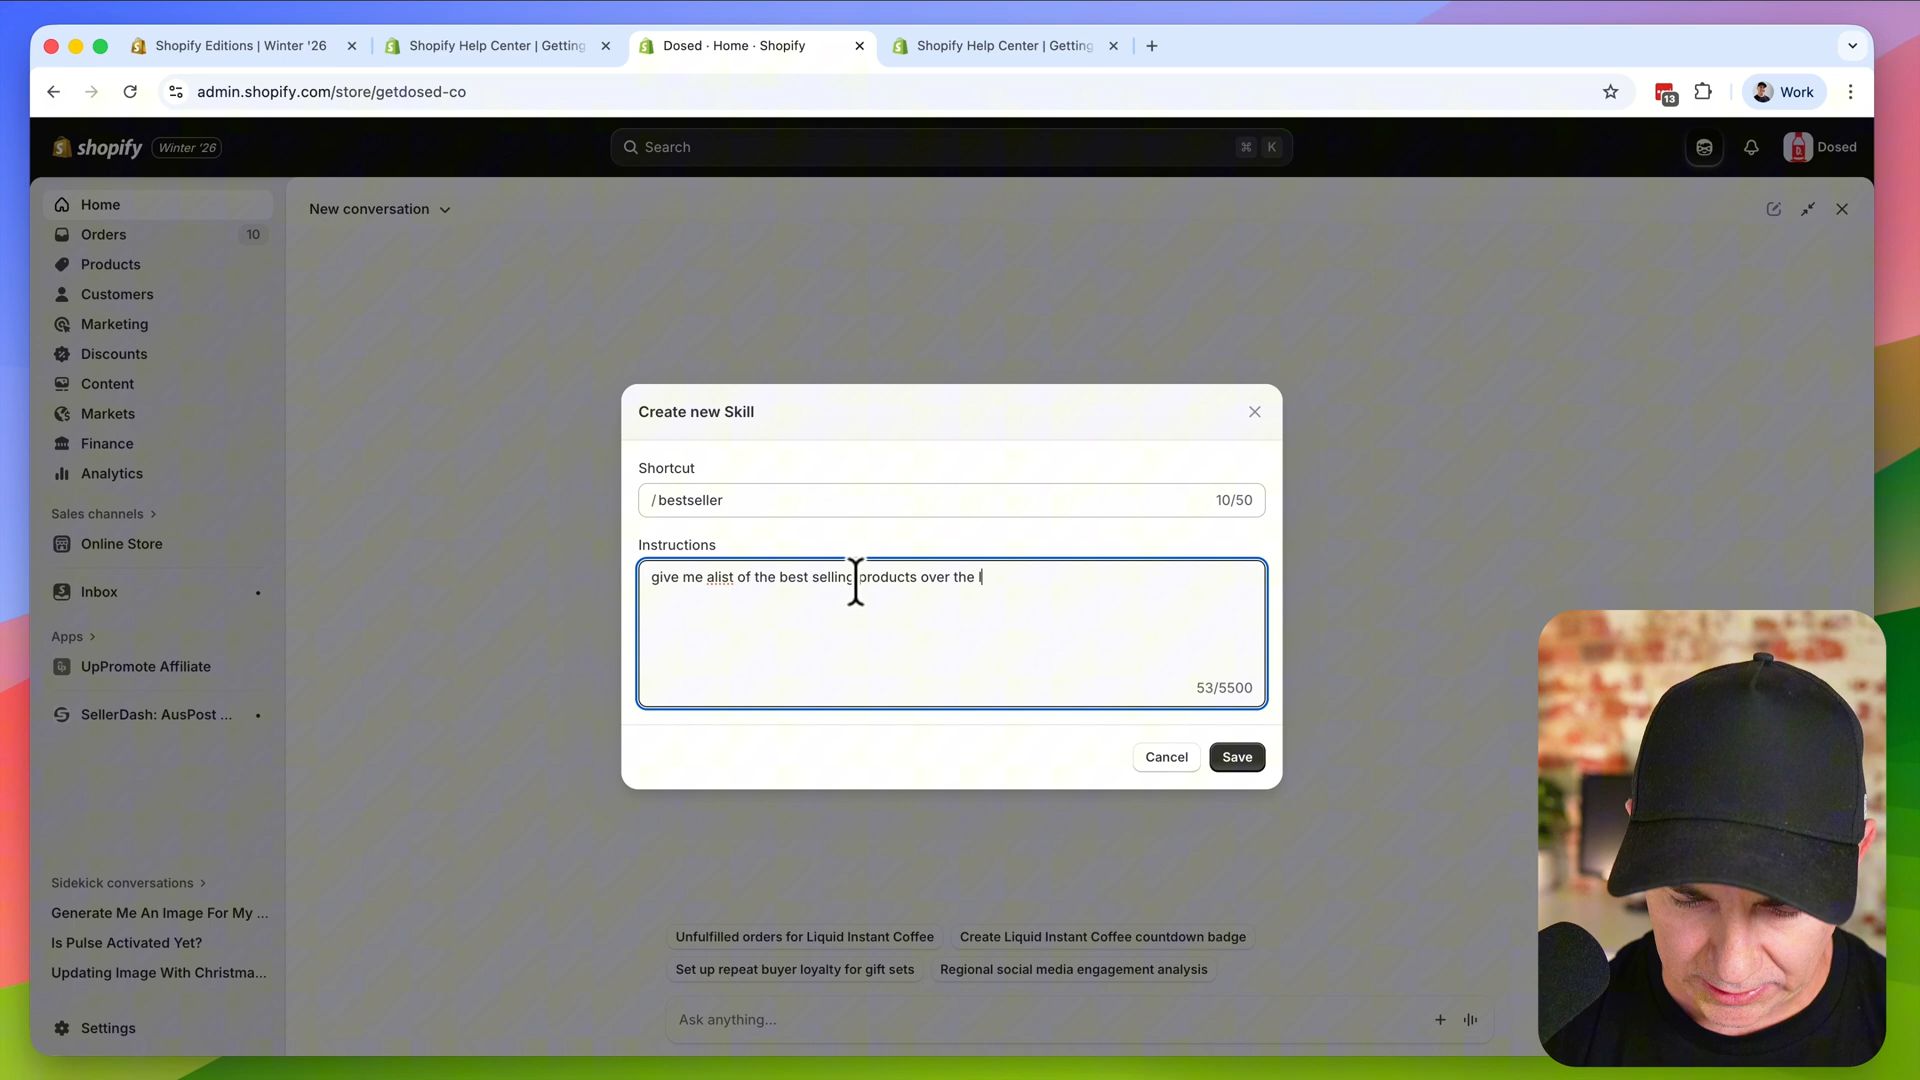 Shopify Editions | Winter '26
Shopify Help Center | Getting
Dosed · Home · Shopify
Shopify Help Center | Getting
admin.shopify.com/store/getdosed-co
13
Work
shopify
Winter '26
Search
⌘ K
Dosed
Home
Orders 10
Products
Customers
Marketing
Discounts
Content
Markets
Finance
Analytics
Sales channels
Online Store
Inbox
Apps
UpPromote Affiliate
SellerDash: AusPost ...
Sidekick conversations
Generate Me An Image For My ...
Is Pulse Activated Yet?
Updating Image With Christma...
Settings
New conversation
Create new Skill
Shortcut
/ bestseller 10/50
Instructions
give me alist of the best selling products over the l
53/5500
Cancel Save
Unfulfilled orders for Liquid Instant Coffee
Create Liquid Instant Coffee countdown badge
Set up repeat buyer loyalty for gift sets
Regional social media engagement analysis
Ask anything...